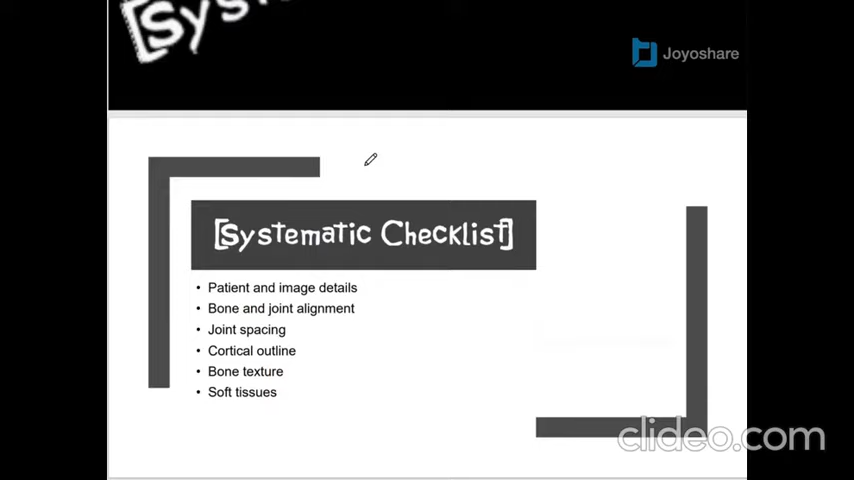 [Sy
Joyoshare
[Systematic Checklist]
• Patient and image details
• Bone and joint alignment
• Joint spacing
• Cortical outline
• Bone texture
• Soft tissues
clideo.com